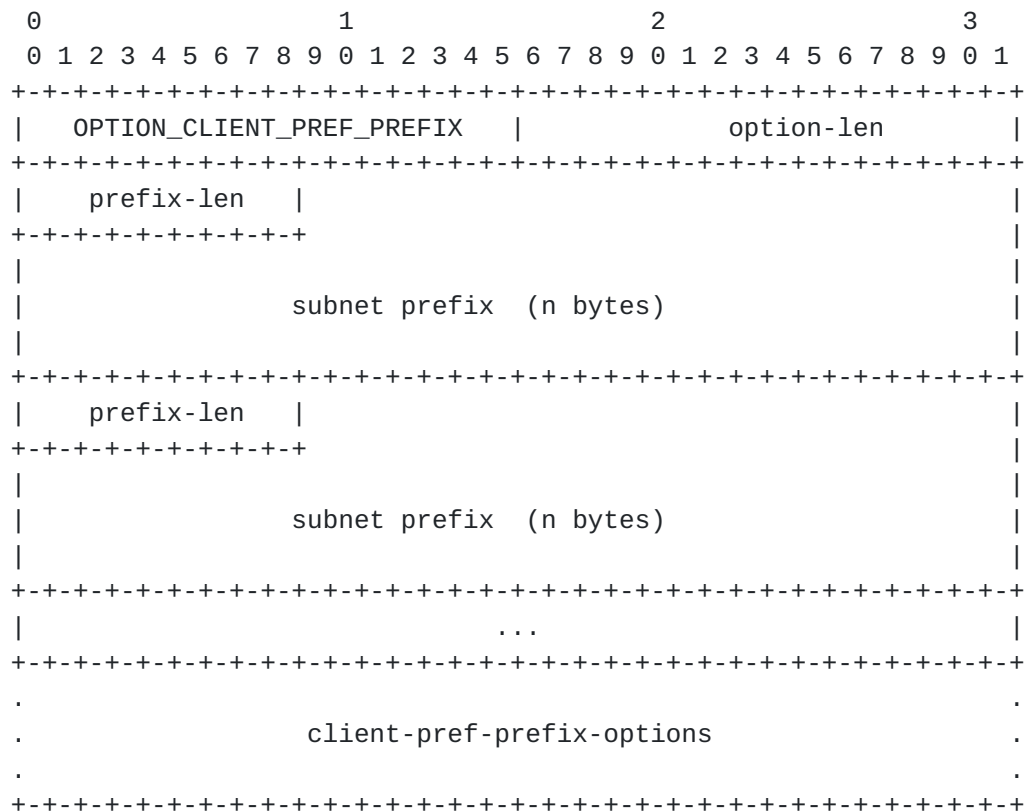 0                   1                   2                   3
 0 1 2 3 4 5 6 7 8 9 0 1 2 3 4 5 6 7 8 9 0 1 2 3 4 5 6 7 8 9 0 1
+-+-+-+-+-+-+-+-+-+-+-+-+-+-+-+-+-+-+-+-+-+-+-+-+-+-+-+-+-+-+-+-+
|   OPTION_CLIENT_PREF_PREFIX   |             option-len        |
+-+-+-+-+-+-+-+-+-+-+-+-+-+-+-+-+-+-+-+-+-+-+-+-+-+-+-+-+-+-+-+-+
|    prefix-len   |                                             |
+-+-+-+-+-+-+-+-+-+                                             |
|                                                               |
|                 subnet prefix  (n bytes)                      |
|                                                               |
+-+-+-+-+-+-+-+-+-+-+-+-+-+-+-+-+-+-+-+-+-+-+-+-+-+-+-+-+-+-+-+-+
|    prefix-len   |                                             |
+-+-+-+-+-+-+-+-+-+                                             |
|                                                               |
|                 subnet prefix  (n bytes)                      |
|                                                               |
+-+-+-+-+-+-+-+-+-+-+-+-+-+-+-+-+-+-+-+-+-+-+-+-+-+-+-+-+-+-+-+-+
|                              ...                              |
+-+-+-+-+-+-+-+-+-+-+-+-+-+-+-+-+-+-+-+-+-+-+-+-+-+-+-+-+-+-+-+-+
.                                                               .
.                  client-pref-prefix-options                   .
.                                                               .
+-+-+-+-+-+-+-+-+-+-+-+-+-+-+-+-+-+-+-+-+-+-+-+-+-+-+-+-+-+-+-+-+